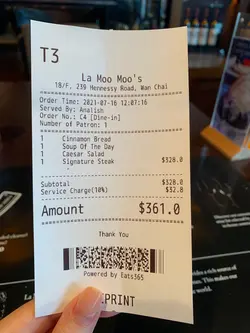 T3
La Moo Moo's
18/F, 239 Hennessy Road, Wan Chai
Order Time: 2021-07-16 12:07:16
Served By: Analish
Order No.: C4 [Dine-in]
Number of Patron: 1
1 Cinnamon Bread
1 Soup Of The Day
1 Caesar Salad
1 Signature Steak $328.0
Subtotal $328.0
Service Charge(10%) $32.8
Amount $361.0
Thank You
Powered by Eats365
PRINT